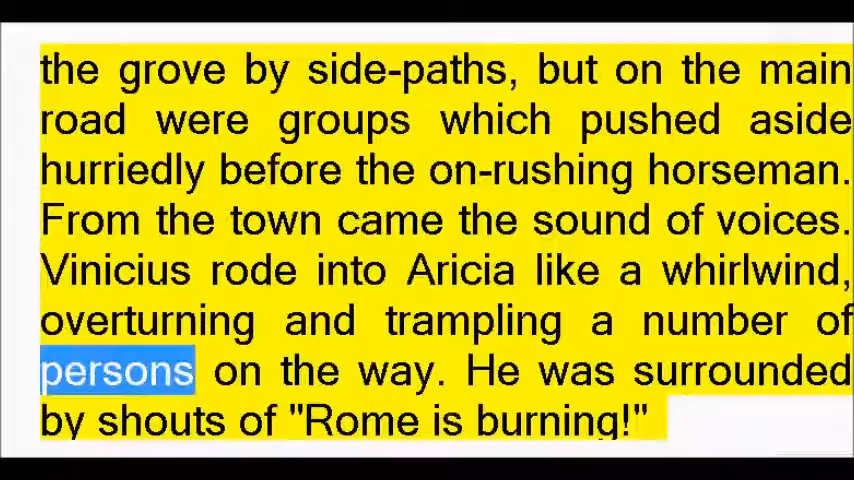 the grove by side-paths, but on the main
road were groups which pushed aside
hurriedly before the on-rushing horseman.
From the town came the sound of voices.
Vinicius rode into Aricia like a whirlwind,
overturning and trampling a number of
persons on the way. He was surrounded
by shouts of "Rome is burning!"